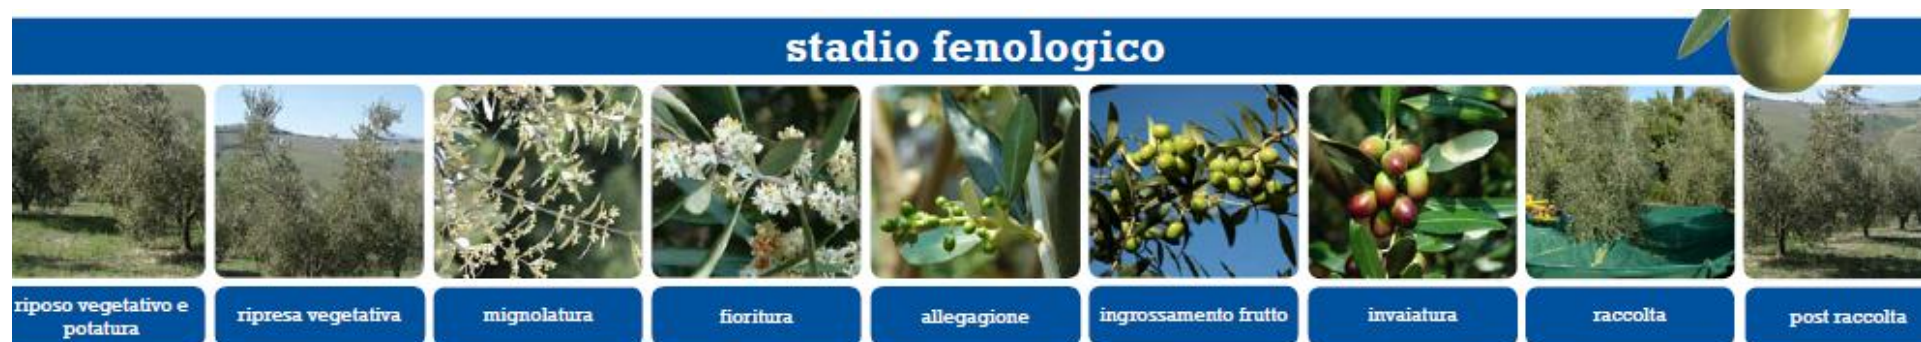 stadio fenologico
riposo vegetativo e
potatura
ripresa vegetativa
mignolatura
fioritura
allegagione
ingrossamento frutto
invaiatura
raccolta
post raccolta